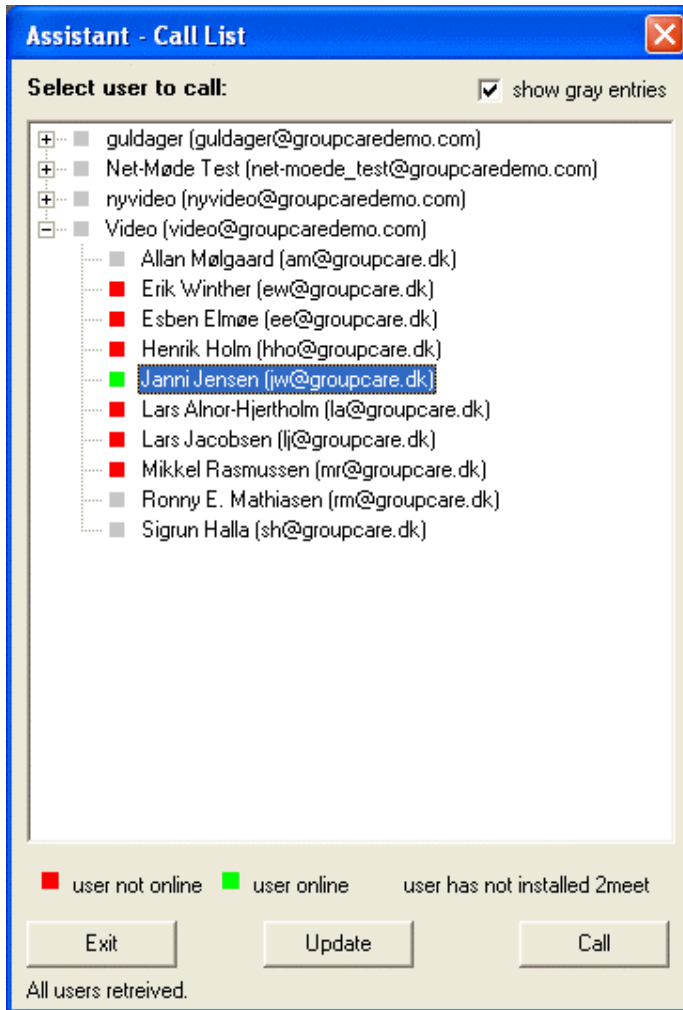 Assistant - Call List
Select user to call: show gray entries
guldager (guldager@groupcaredemo.com)
Net-Møde Test (net-moede_test@groupcaredemo.com)
nyvideo (nyvideo@groupcaredemo.com)
Video (video@groupcaredemo.com)
Allan Mølgaard (am@groupcare.dk)
Erik Winther (ew@groupcare.dk)
Esben Elmøe (ee@groupcare.dk)
Henrik Holm (hho@groupcare.dk)
Janni Jensen (jw@groupcare.dk)
Lars Alnor-Hjertholm (la@groupcare.dk)
Lars Jacobsen (lj@groupcare.dk)
Mikkel Rasmussen (mr@groupcare.dk)
Ronny E. Mathiasen (rm@groupcare.dk)
Sigrun Halla (sh@groupcare.dk)
user not online user online user has not installed 2meet
Exit Update Call
All users retreived.